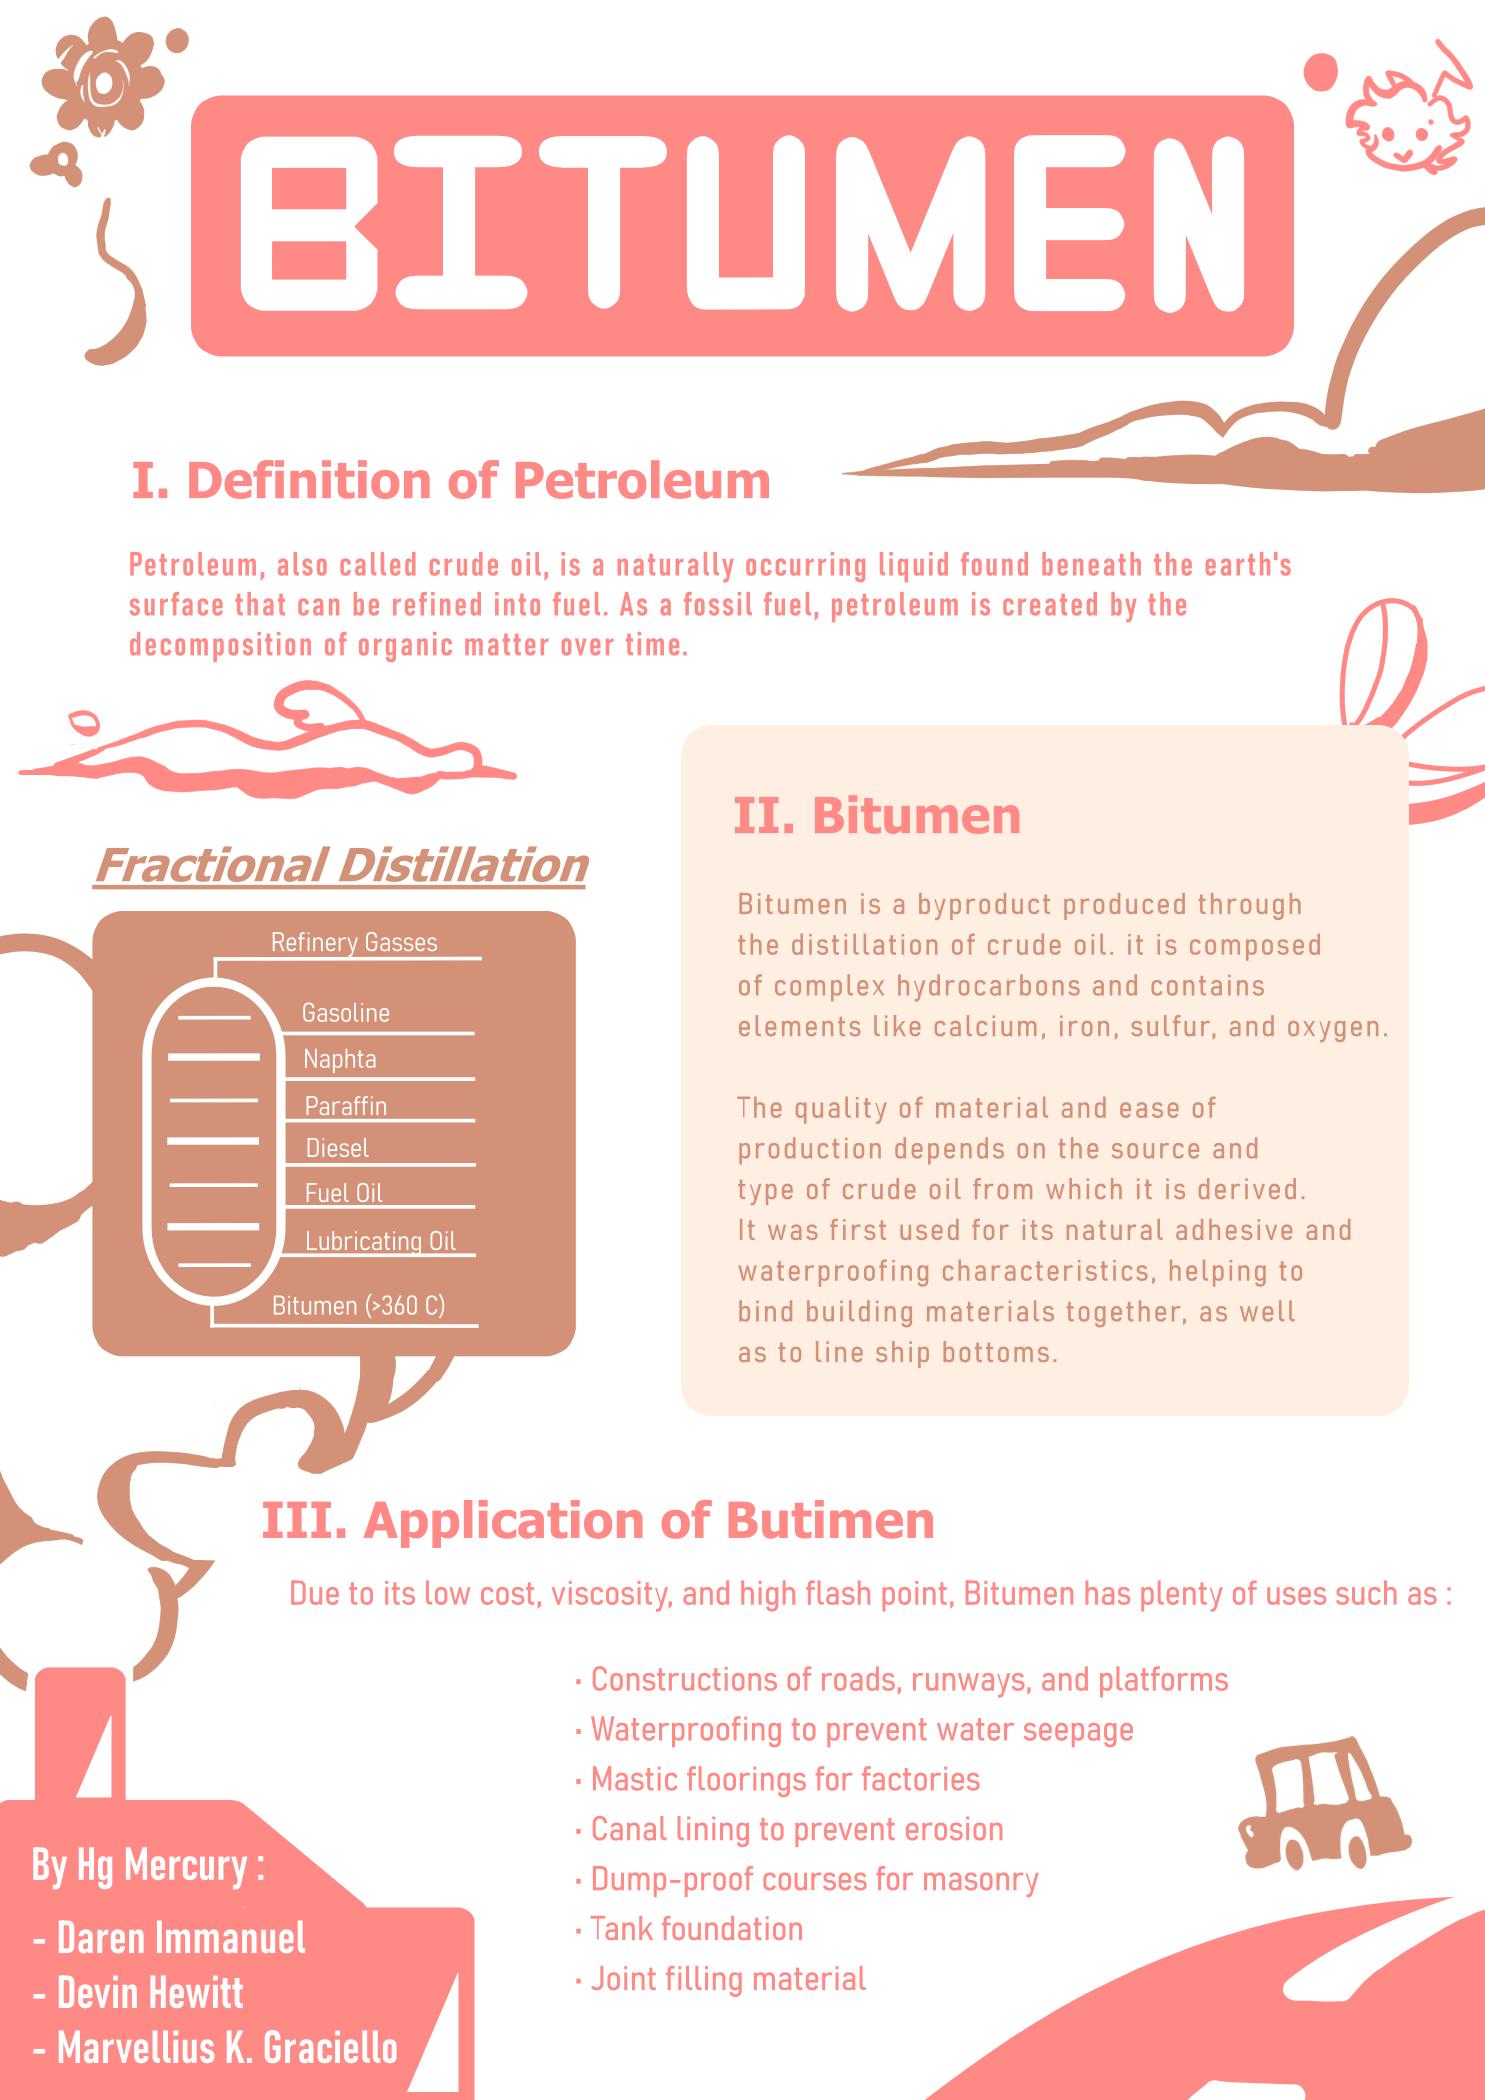 BITUMEN
I. Definition of Petroleum
Petroleum, also called crude oil, is a naturally occurring liquid found beneath the earth's
surface that can be refined into fuel. As a fossil fuel, petroleum is created by the
decomposition of organic matter over time.
Fractional Distillation
Refinery Gasses
Gasoline
Naphta
Paraffin
Diesel
Fuel Oil
Lubricating Oil
Bitumen (>360 C)
II. Bitumen
Bitumen is a byproduct produced through
the distillation of crude oil. it is composed
of complex hydrocarbons and contains
elements like calcium, iron, sulfur, and oxygen.
The quality of material and ease of
production depends on the source and
type of crude oil from which it is derived.
It was first used for its natural adhesive and
waterproofing characteristics, helping to
bind building materials together, as well
as to line ship bottoms.
III. Application of Butimen
Due to its low cost, viscosity, and high flash point, Bitumen has plenty of uses such as :
· Constructions of roads, runways, and platforms
· Waterproofing to prevent water seepage
· Mastic floorings for factories
· Canal lining to prevent erosion
· Dump-proof courses for masonry
· Tank foundation
· Joint filling material
By Hg Mercury :
- Daren Immanuel
- Devin Hewitt
- Marvellius K. Graciello